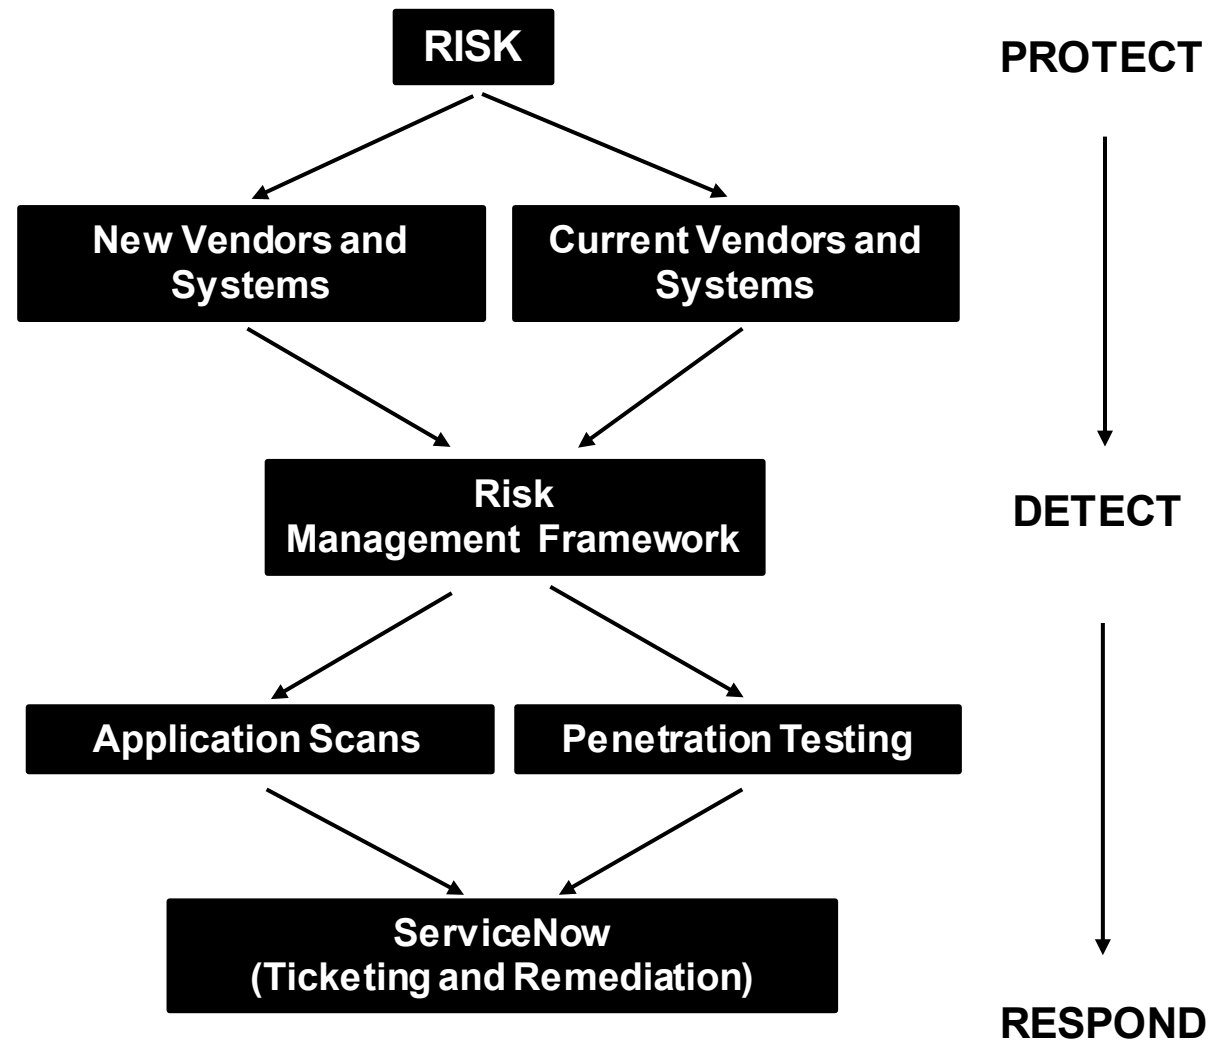 RISK
PROTECT
New Vendors and
Systems
Current Vendors and
Systems
Risk
Management Framework
DETECT
Application Scans
Penetration Testing
ServiceNow
(Ticketing and Remediation)
RESPOND